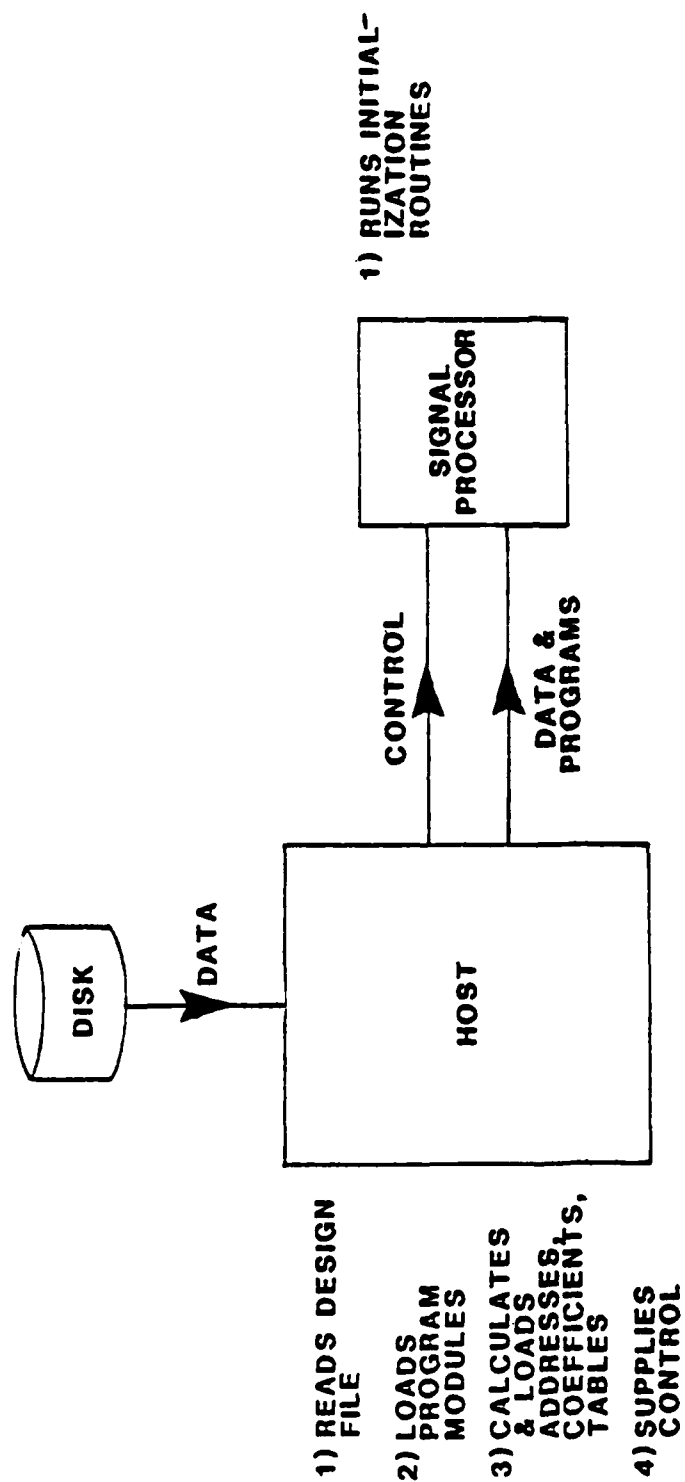 DISK
DATA
HOST
CONTROL
DATA &
PROGRAMS
SIGNAL
PROCESSOR
1) RUNS INITIAL-
IZATION
ROUTINES
1) READS DESIGN
FILE
2) LOADS
PROGRAM
MODULES
3) CALCULATES
& LOADS
ADDRESSES,
COEFFICIENTS,
TABLES
4) SUPPLIES
CONTROL